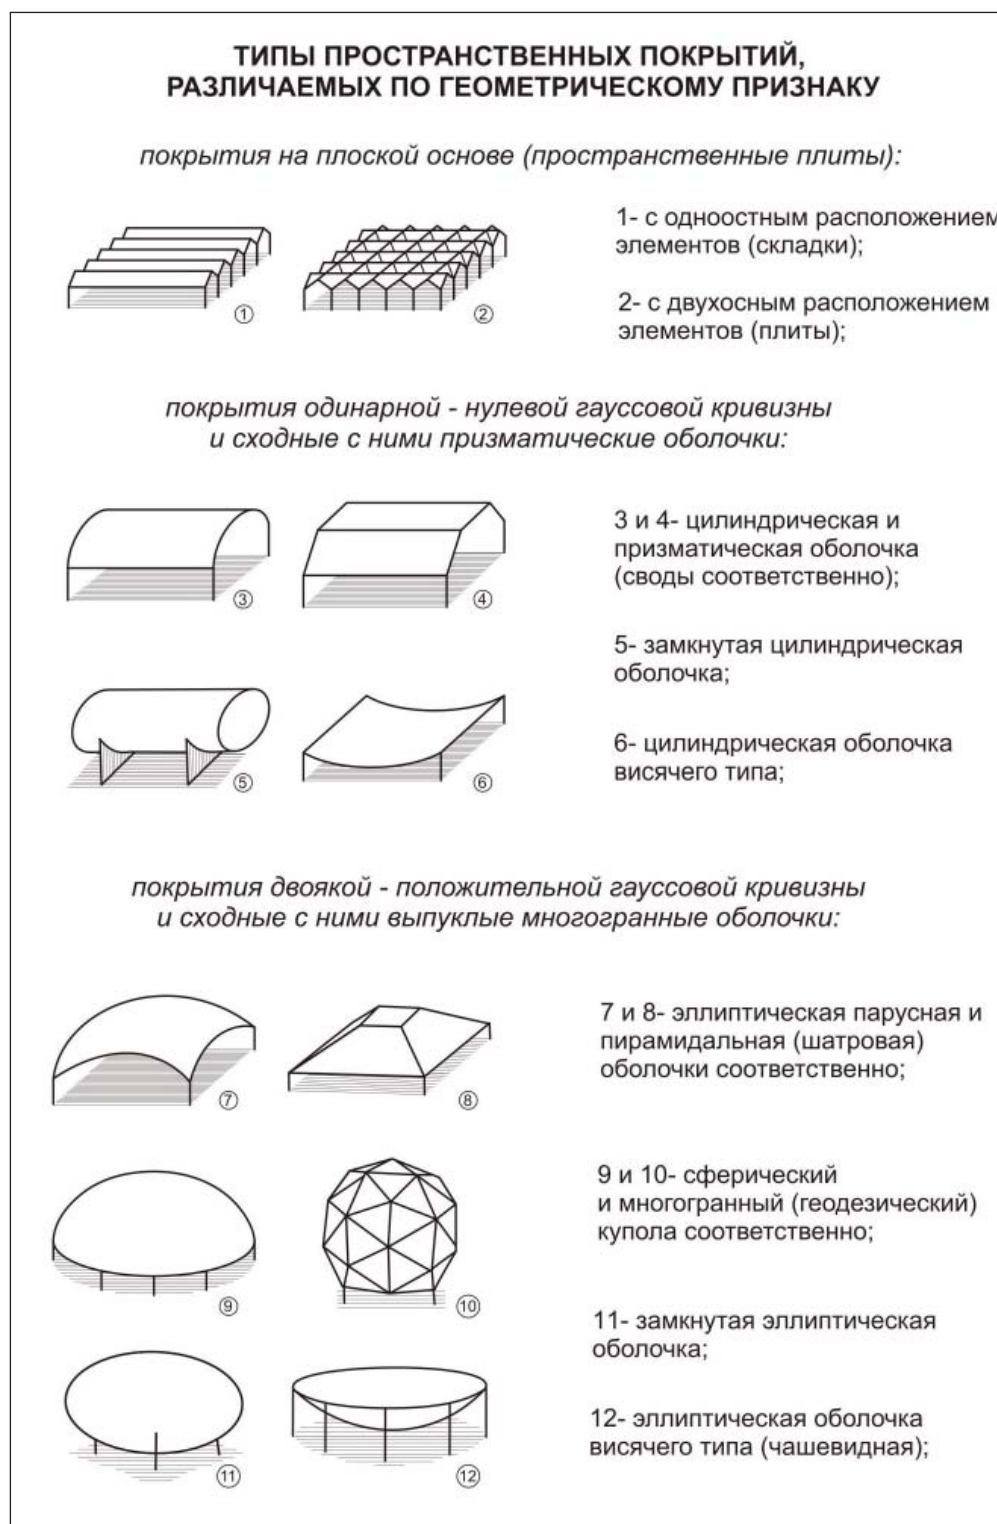 ТИПЫ ПРОСТРАНСТВЕННЫХ ПОКРЫТИЙ,
РАЗЛИЧАЕМЫХ ПО ГЕОМЕТРИЧЕСКОМУ ПРИЗНАКУ
покрытия на плоской основе (пространственные плиты):
1- с одноостным расположением
элементов (складки);
2- с двухосным расположением
элементов (плиты);
1
2
покрытия одинарной - нулевой гауссовой кривизны
и сходные с ними призматические оболочки:
3 и 4- цилиндрическая и
призматическая оболочка
(своды соответственно);
3
4
5- замкнутая цилиндрическая
оболочка;
6- цилиндрическая оболочка
висячего типа;
5
6
покрытия двоякой - положительной гауссовой кривизны
и сходные с ними выпуклые многогранные оболочки:
7 и 8- эллиптическая парусная и
пирамидальная (шатровая)
оболочки соответственно;
7
8
9 и 10- сферический
и многогранный (геодезический)
купола соответственно;
9
10
11- замкнутая эллиптическая
оболочка;
12- эллиптическая оболочка
висячего типа (чашевидная);
11
12